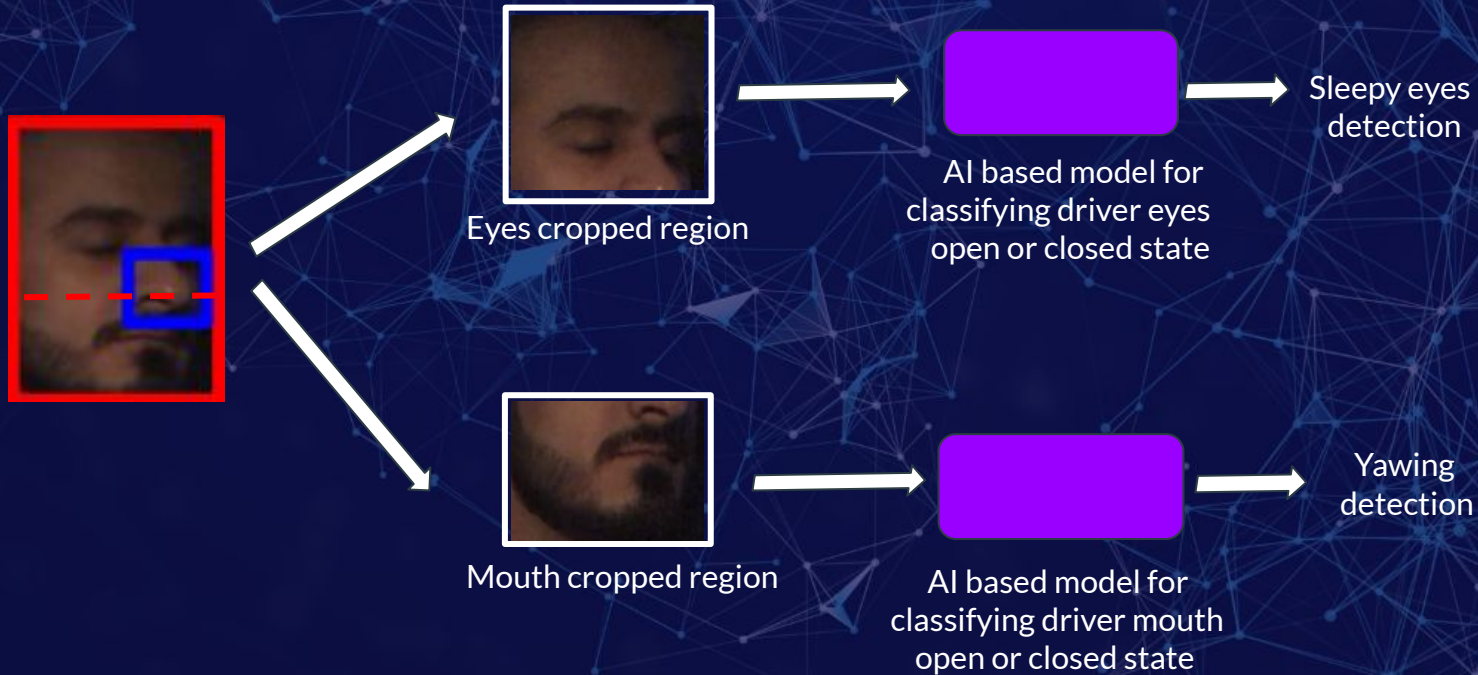 Sleepy eyes
detection
Eyes cropped region
AI based model for
classifying driver eyes
open or closed state
Yawing
detection
Mouth cropped region
AI based model for
classifying driver mouth
open or closed state